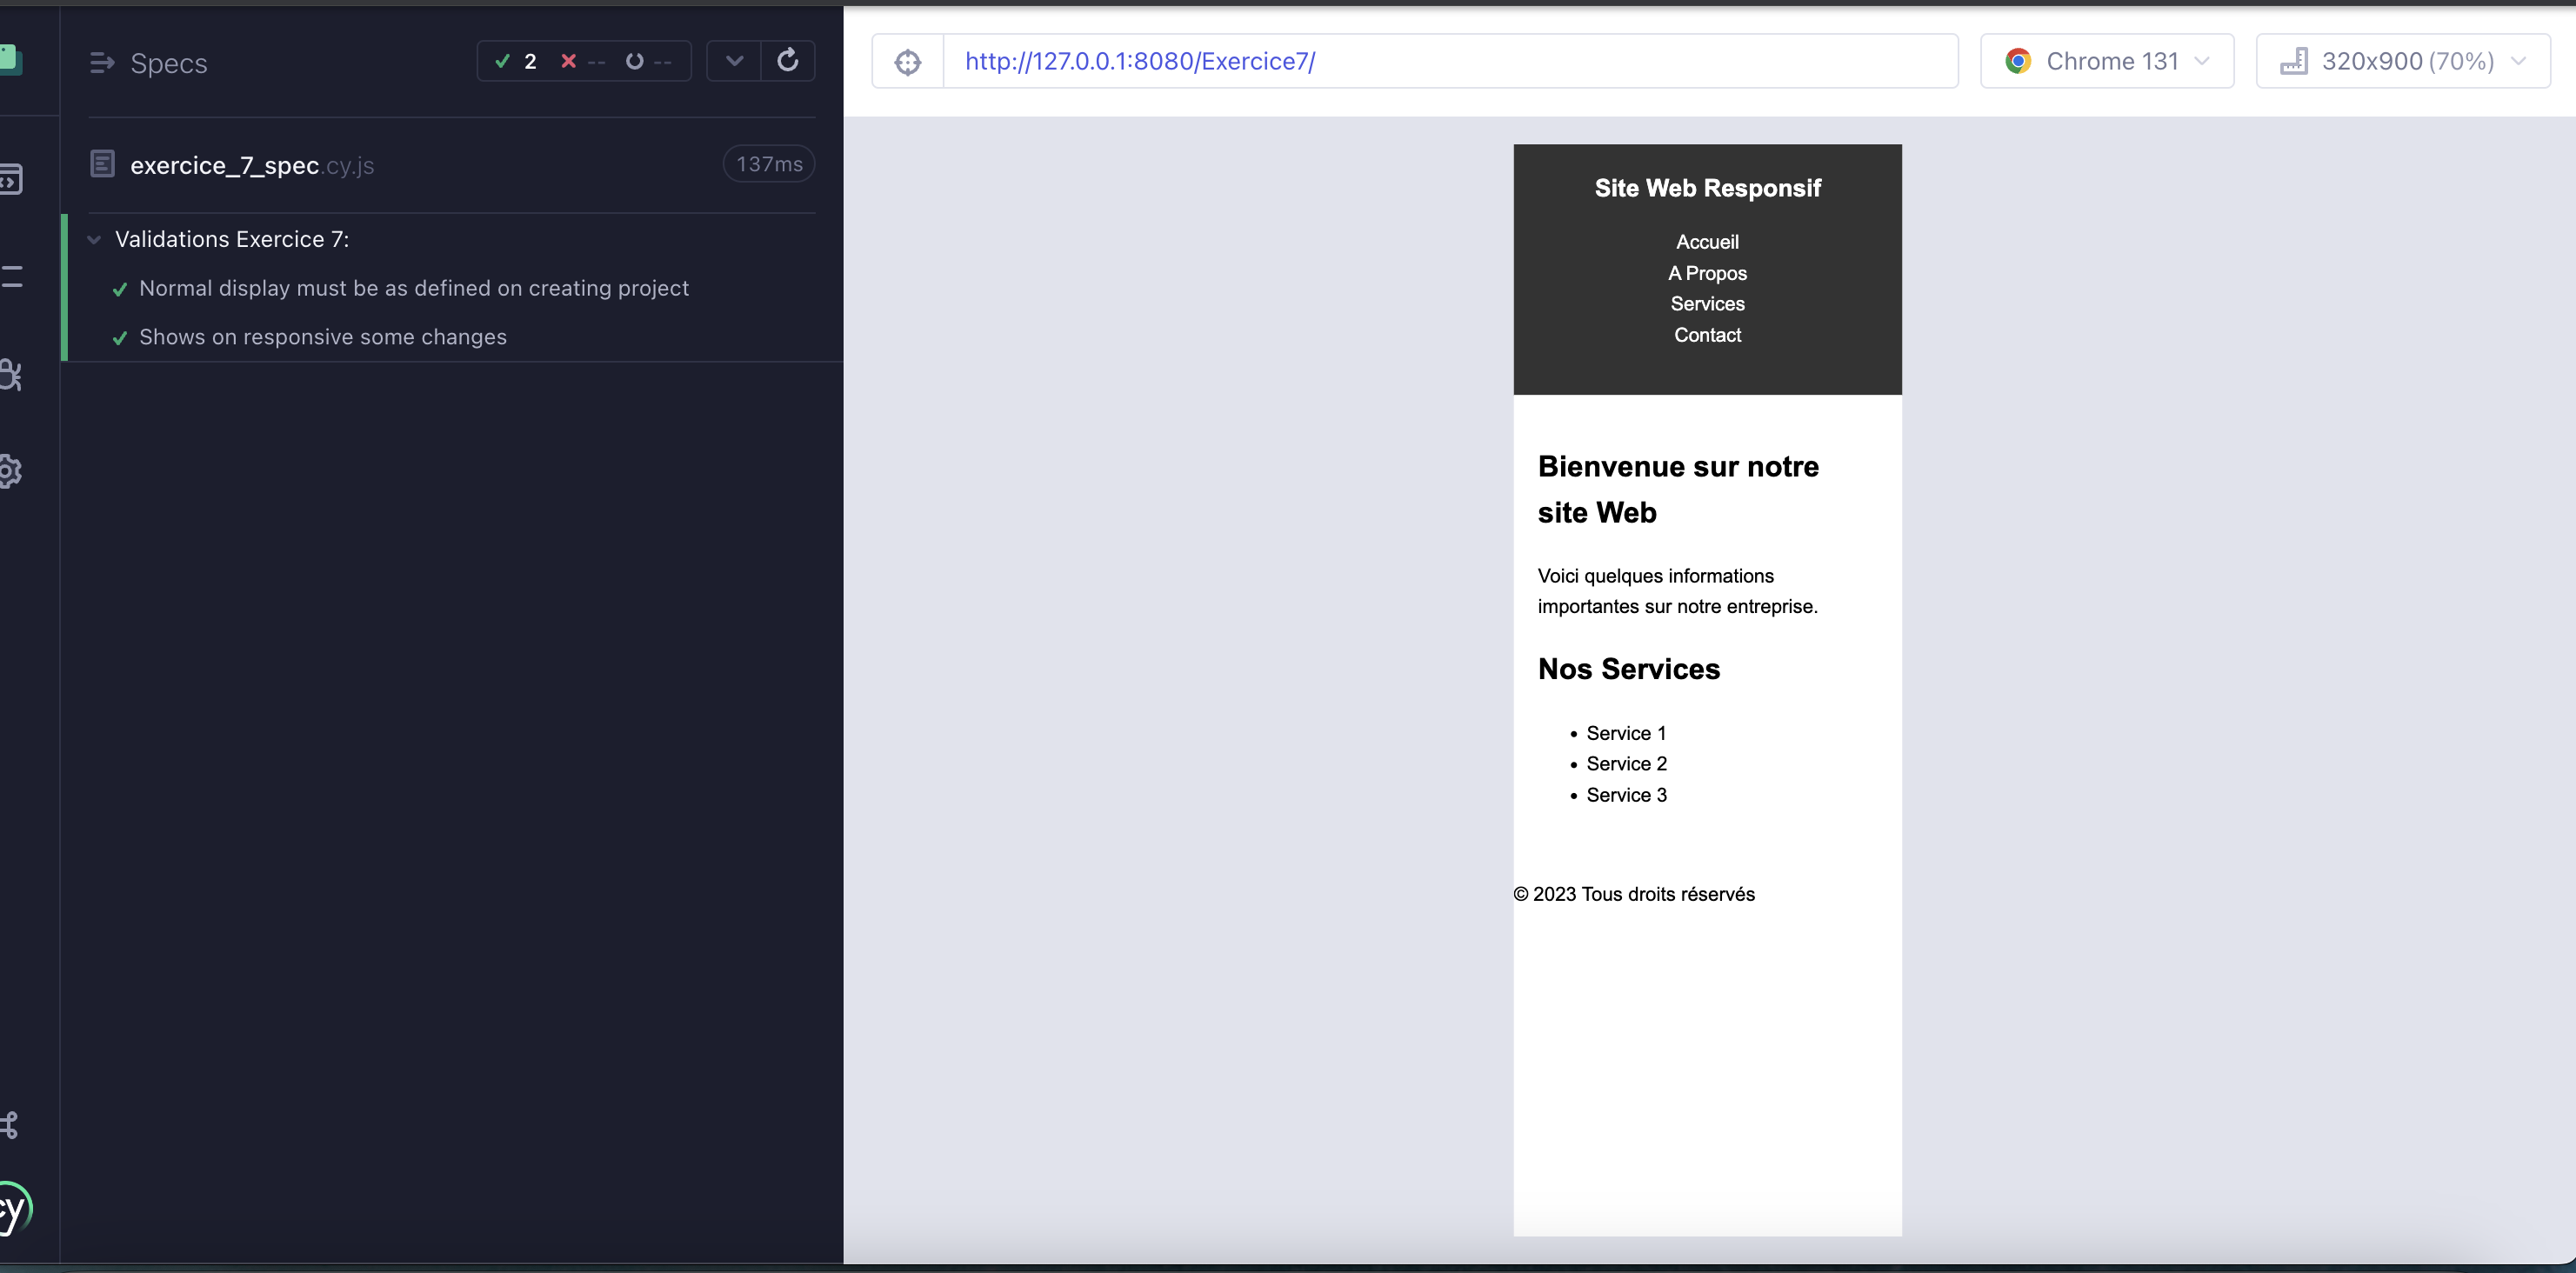 Specs
2 -- --
exercice_7_spec.cy.js
137ms
Validations Exercice 7:
Normal display must be as defined on creating project
Shows on responsive some changes
cy
http://127.0.0.1:8080/Exercice7/
Chrome 131
320x900 (70%)
Site Web Responsif
Accueil
A Propos
Services
Contact
Bienvenue sur notre
site Web
Voici quelques informations
importantes sur notre entreprise.
Nos Services
• Service 1
• Service 2
• Service 3
© 2023 Tous droits réservés